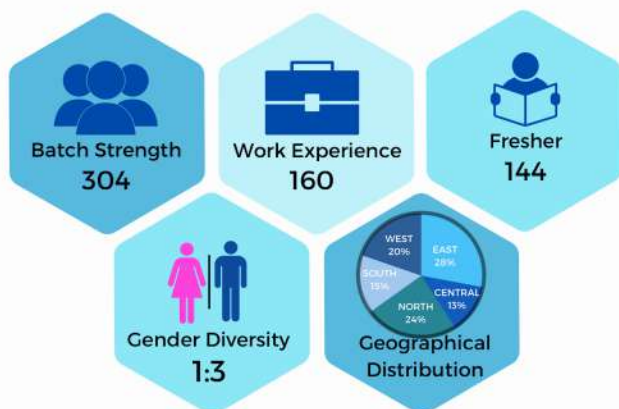 Batch Strength
304
Work Experience
160
Fresher
144
Gender Diversity
1:3
WEST
20%
EAST
28%
SOUTH
15%
CENTRAL
13%
NORTH
24%
Geographical
Distribution